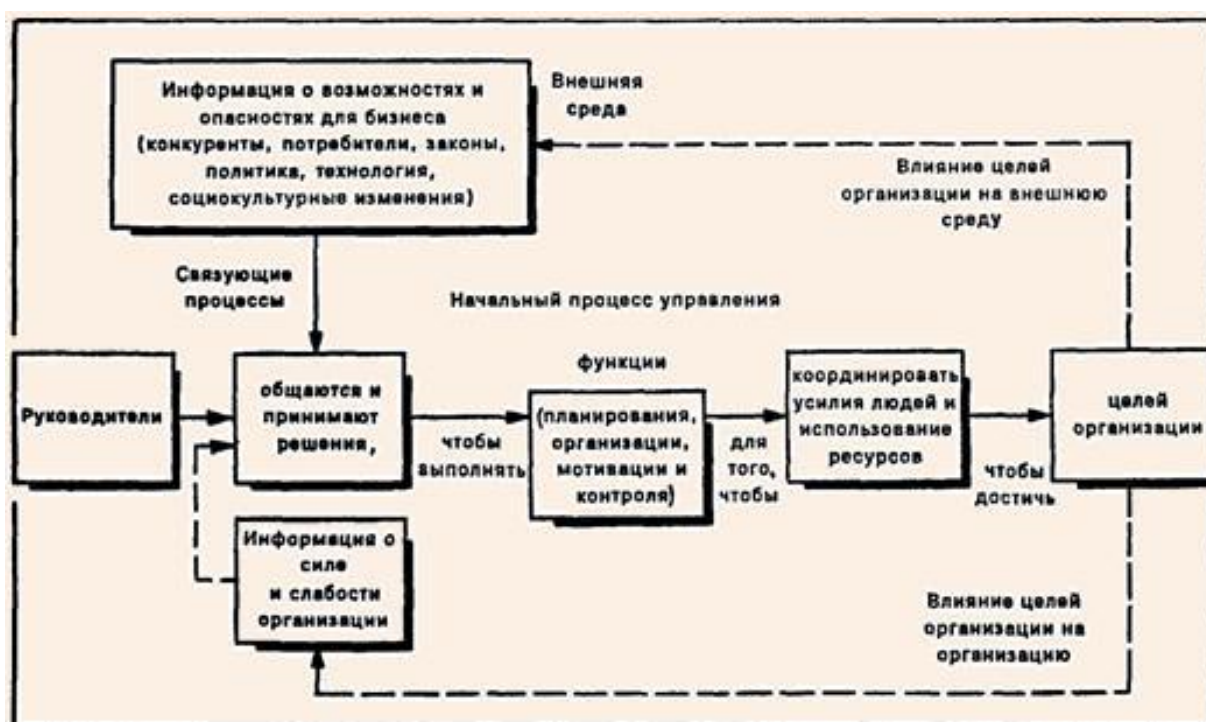 Информация о возможностях и
опасностях для бизнеса
(конкуренты, потребители, законы,
политика, технология,
социокультурные изменения)
Внешняя
среда
Влияние целей
организации на внешнюю
среду
Связующие
процессы
Начальный процесс управления
Руководители
общаются и
принимают
решения,
чтобы
выполнять
функции
(планирования,
организации,
мотивации и
контроля)
для
того,
чтобы
координировать
усилия людей и
использование
ресурсов
чтобы
достичь
целей
организации
Информация о
силе
и слабости
организации
Влияние целей
организации на
организацию